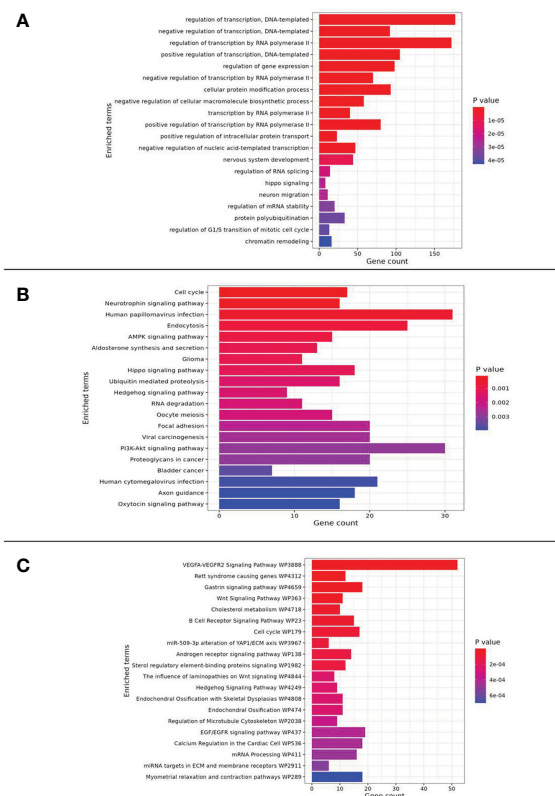 A
regulation of transcription, DNA-templated
negative regulation of transcription, DNA-templated
regulation of transcription by RNA polymerase II
positive regulation of transcription, DNA-templated
regulation of gene expression
negative regulation of transcription by RNA polymerase II
cellular protein modification process
negative regulation of cellular macromolecule biosynthetic process
transcription by RNA polymerase II
positive regulation of transcription by RNA polymerase II
positive regulation of intracellular protein transport
negative regulation of nucleic acid-templated transcription
nervous system development
regulation of RNA splicing
hippo signaling
neuron migration
regulation of mRNA stability
protein polyubiquitination
regulation of G1/S transition of mitotic cell cycle
chromatin remodeling
Enriched terms
0 50 100 150
Gene count
P value
1e-05
2e-05
3e-05
4e-05
B
Cell cycle
Neurotrophin signaling pathway
Human papillomavirus infection
Endocytosis
AMPK signaling pathway
Aldosterone synthesis and secretion
Glioma
Hippo signaling pathway
Ubiquitin mediated proteolysis
Hedgehog signaling pathway
RNA degradation
Oocyte meiosis
Focal adhesion
Viral carcinogenesis
PI3K-Akt signaling pathway
Proteoglycans in cancer
Bladder cancer
Human cytomegalovirus infection
Axon guidance
Oxytocin signaling pathway
Enriched terms
0 10 20 30
Gene count
P value
0.001
0.002
0.003
C
VEGFA-VEGFR2 Signaling Pathway WP3888
Rett syndrome causing genes WP4312
Gastrin signaling pathway WP4659
Wnt Signaling Pathway WP363
Cholesterol metabolism WP4718
B Cell Receptor Signaling Pathway WP23
Cell cycle WP179
miR-509-3p alteration of YAP1/ECM axis WP3967
Androgen receptor signaling pathway WP138
Sterol regulatory element-binding proteins signaling WP1982
The influence of laminopathies on Wnt signaling WP4844
Hedgehog Signaling Pathway WP4249
Endochondral Ossification with Skeletal Dysplasias WP4808
Endochondral Ossification WP474
Regulation of Microtubule Cytoskeleton WP2038
EGF/EGFR signaling pathway WP437
Calcium Regulation in the Cardiac Cell WP536
mRNA Processing WP411
miRNA targets in ECM and membrane receptors WP2911
Myometrial relaxation and contraction pathways WP289
Enriched terms
0 10 20 30 40 50
Gene count
P value
2e-04
4e-04
6e-04